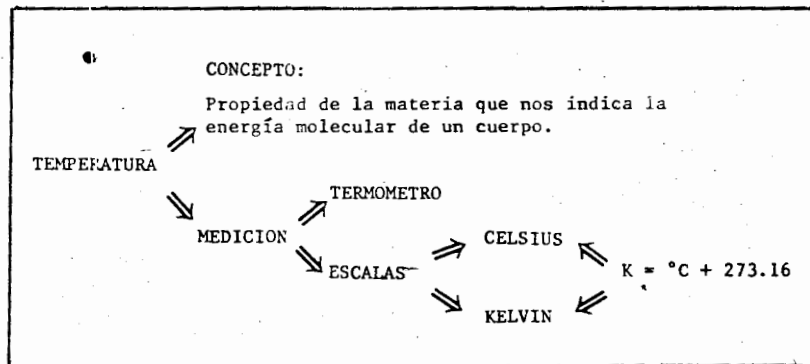 CONCEPTO:
Propiedad de la materia que nos indica la
energía molecular de un cuerpo.
TEMPERATURA
TERMOMETRO
MEDICION
CELSIUS
ESCALAS
K = °C + 273.16
KELVIN